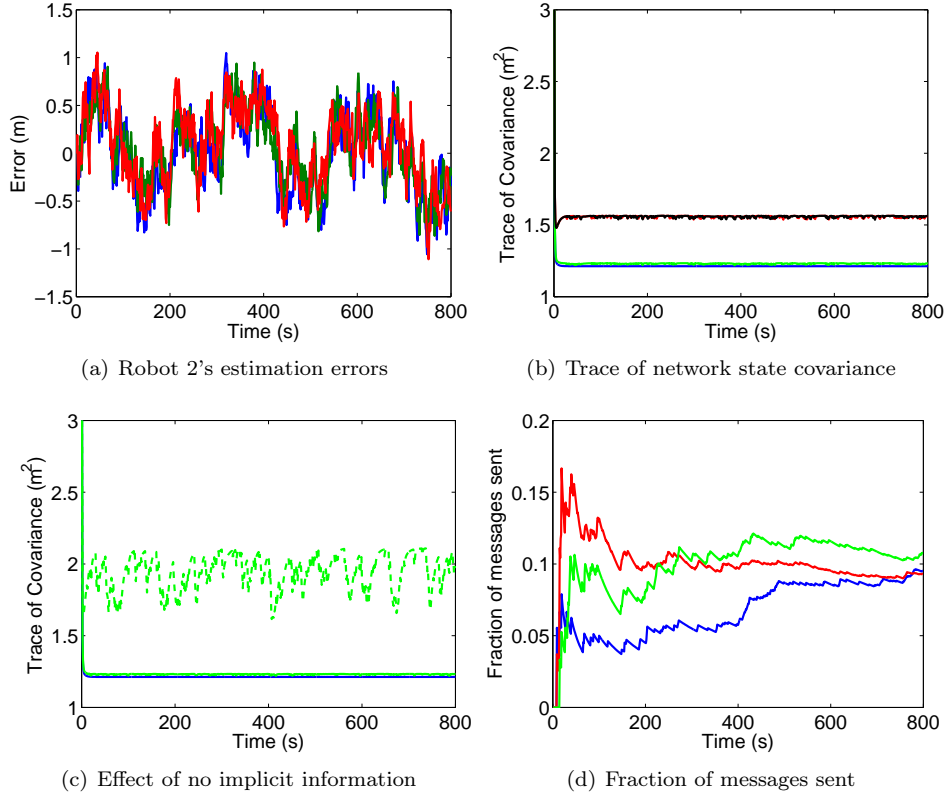 1.5
1
0.5
0
−0.5
−1
−1.5
Error (m)
0 200 400 600 800
Time (s)
(a) Robot 2's estimation errors
3
2.5
2
1.5
1
Trace of Covariance (m²)
0 200 400 600 800
Time (s)
(b) Trace of network state covariance
3
2.5
2
1.5
1
Trace of Covariance (m²)
0 200 400 600 800
Time (s)
(c) Effect of no implicit information
0.2
0.15
0.1
0.05
0
Fraction of messages sent
0 200 400 600 800
Time (s)
(d) Fraction of messages sent